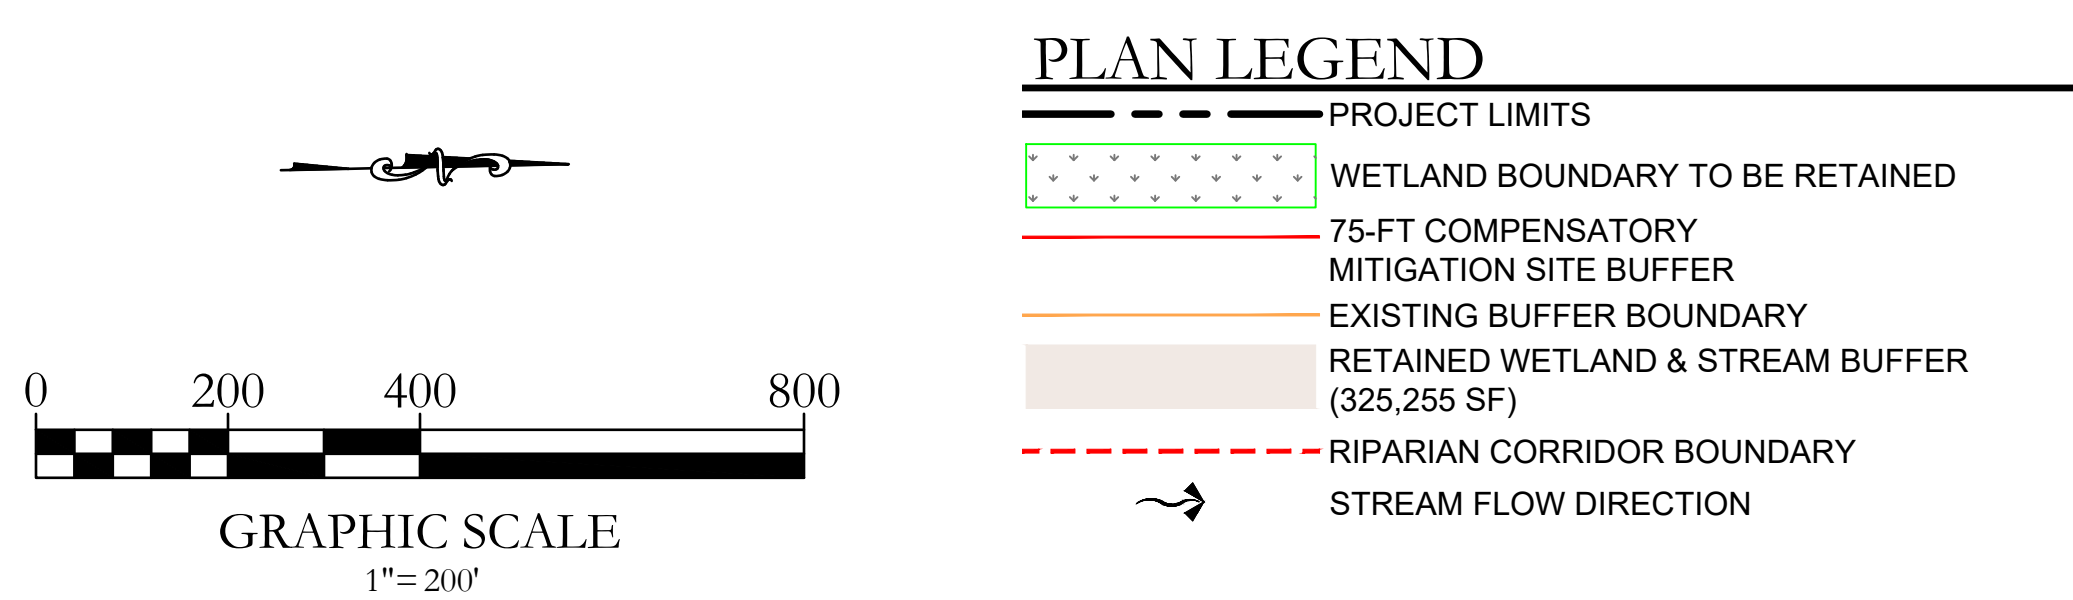 PLAN LEGEND
PROJECT LIMITS
WETLAND BOUNDARY TO BE RETAINED
75-FT COMPENSATORY
MITIGATION SITE BUFFER
EXISTING BUFFER BOUNDARY
RETAINED WETLAND & STREAM BUFFER
(325,255 SF)
RIPARIAN CORRIDOR BOUNDARY
STREAM FLOW DIRECTION
0 200 400 800
GRAPHIC SCALE
1"= 200'